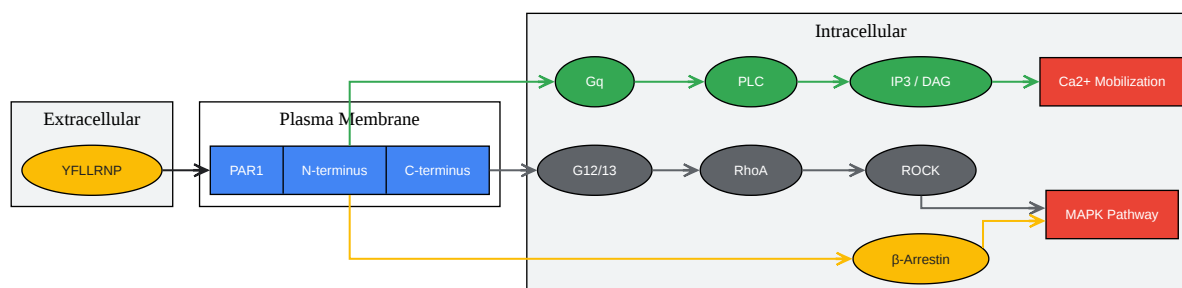 Extracellular
YFLLRNP
Plasma Membrane
PAR1
N-terminus
C-terminus
Intracellular
Gq
PLC
IP3 / DAG
Ca2+ Mobilization
G12/13
RhoA
ROCK
MAPK Pathway
β-Arrestin